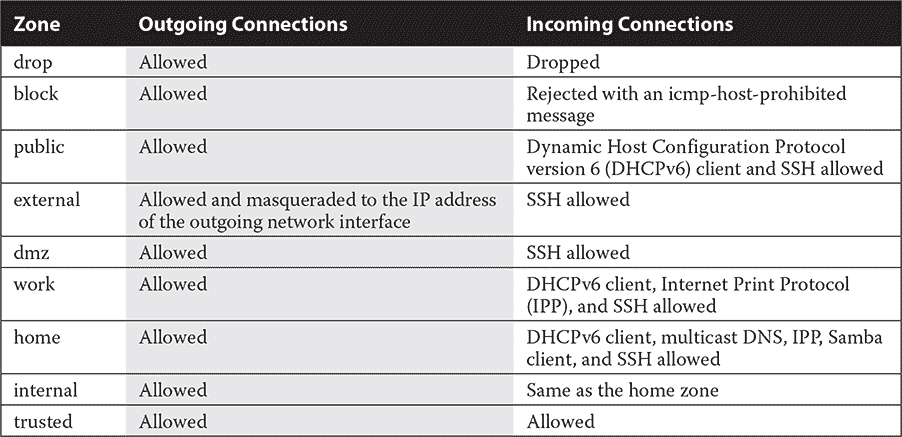 Zone Outgoing Connections Incoming Connections
drop Allowed Dropped
block Allowed Rejected with an icmp-host-prohibited
message
public Allowed Dynamic Host Configuration Protocol
version 6 (DHCPv6) client and SSH allowed
external Allowed and masqueraded to the IP address SSH allowed
of the outgoing network interface
dmz Allowed SSH allowed
work Allowed DHCPv6 client, Internet Print Protocol
(IPP), and SSH allowed
home Allowed DHCPv6 client, multicast DNS, IPP, Samba
client, and SSH allowed
internal Allowed Same as the home zone
trusted Allowed Allowed